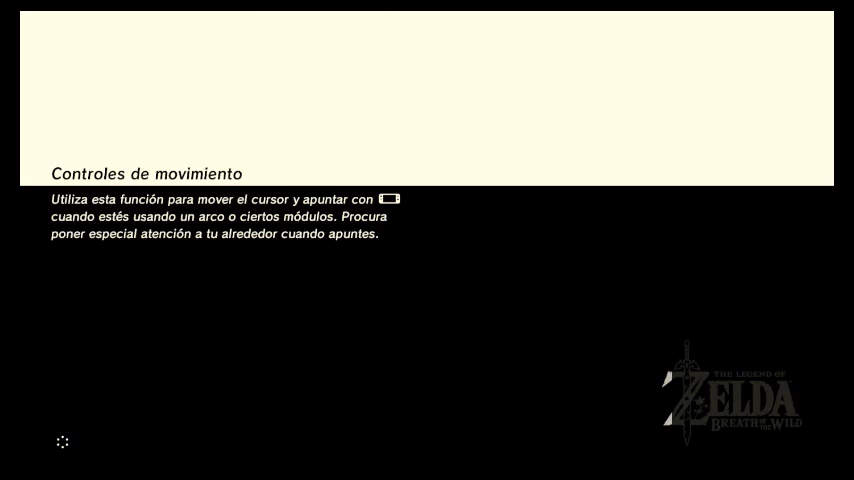 Controles de movimiento
Utiliza esta función para mover el cursor y apuntar con
cuando estés usando un arco o ciertos módulos. Procura
poner especial atención a tu alrededor cuando apuntes.
THE LEGEND OF
ZELDA
BREATH OF THE WILD